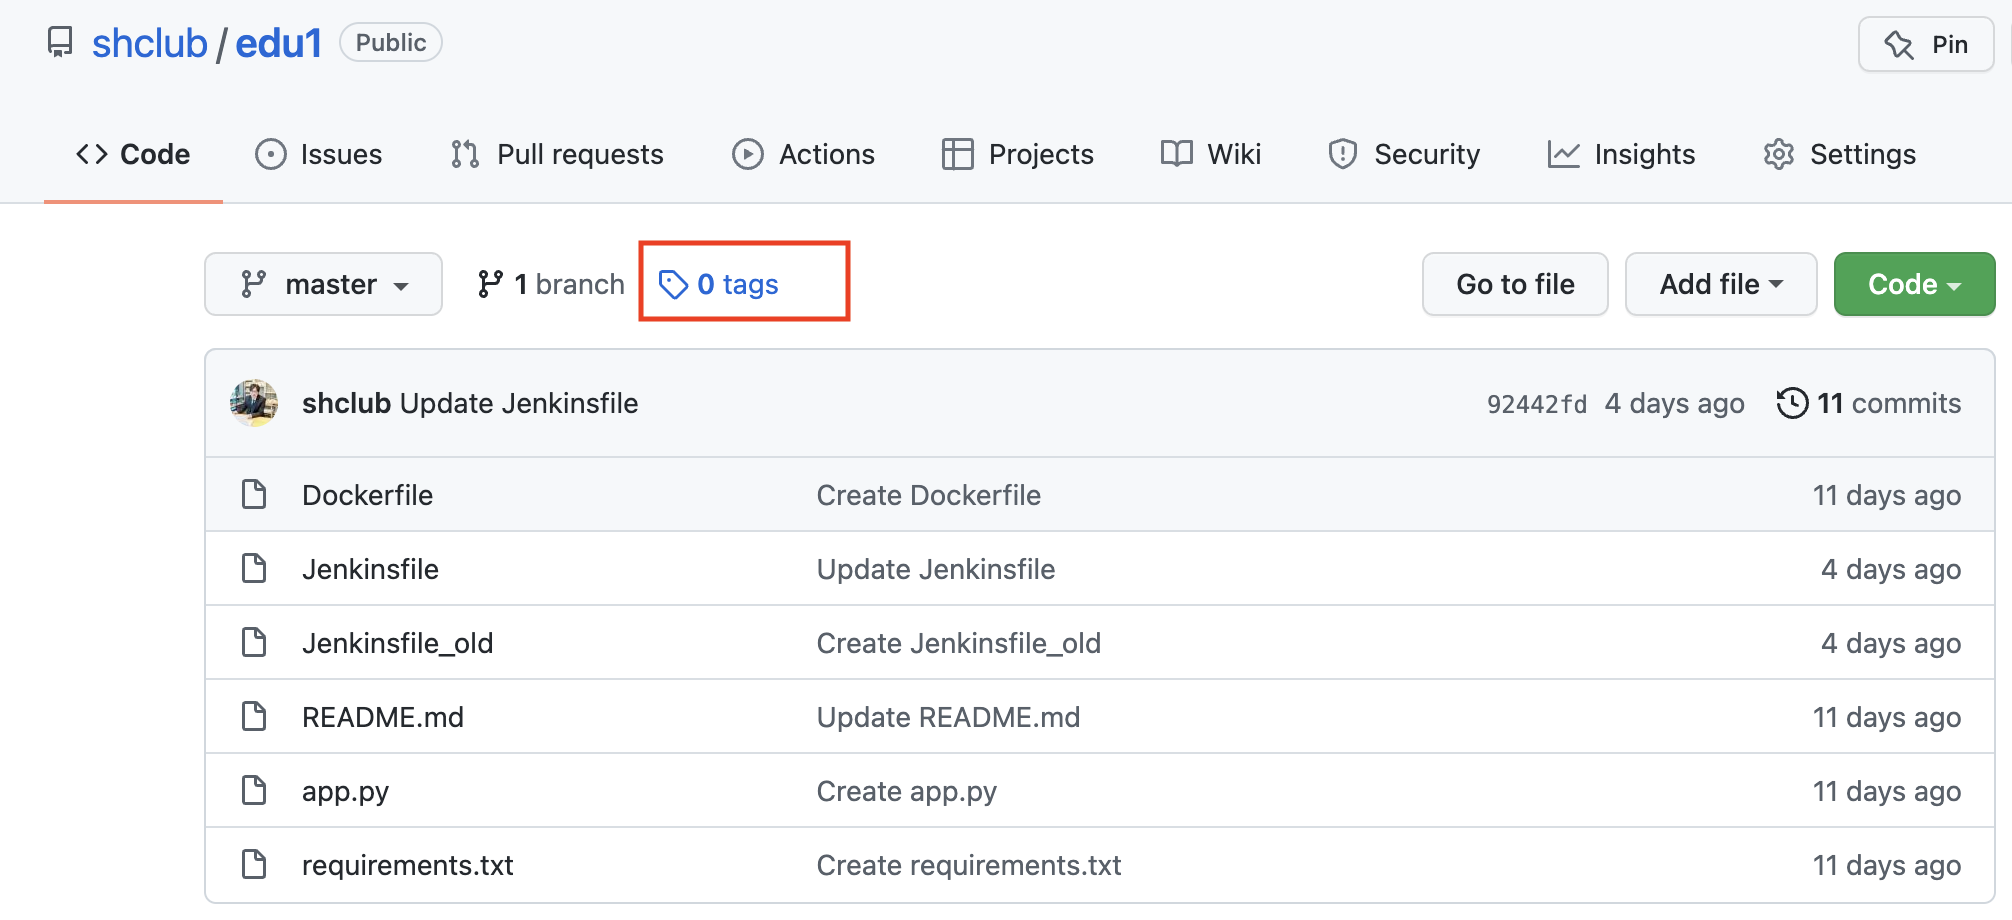 shclub / edu1 Public Pin
Code Issues Pull requests Actions Projects Wiki Security Insights Settings
master 1 branch 0 tags Go to file Add file Code
shclub Update Jenkinsfile 92442fd 4 days ago 11 commits
Dockerfile Create Dockerfile 11 days ago
Jenkinsfile Update Jenkinsfile 4 days ago
Jenkinsfile_old Create Jenkinsfile_old 4 days ago
README.md Update README.md 11 days ago
app.py Create app.py 11 days ago
requirements.txt Create requirements.txt 11 days ago